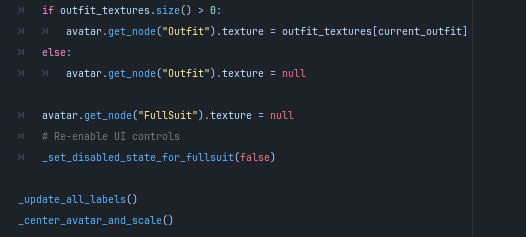 if outfit_textures.size() > 0:
avatar.get_node("Outfit").texture = outfit_textures[current_outfit]
else:
avatar.get_node("Outfit").texture = null
avatar.get_node("FullSuit").texture = null
# Re-enable UI controls
_set_disabled_state_for_fullsuit(false)
_update_all_labels()
_center_avatar_and_scale()